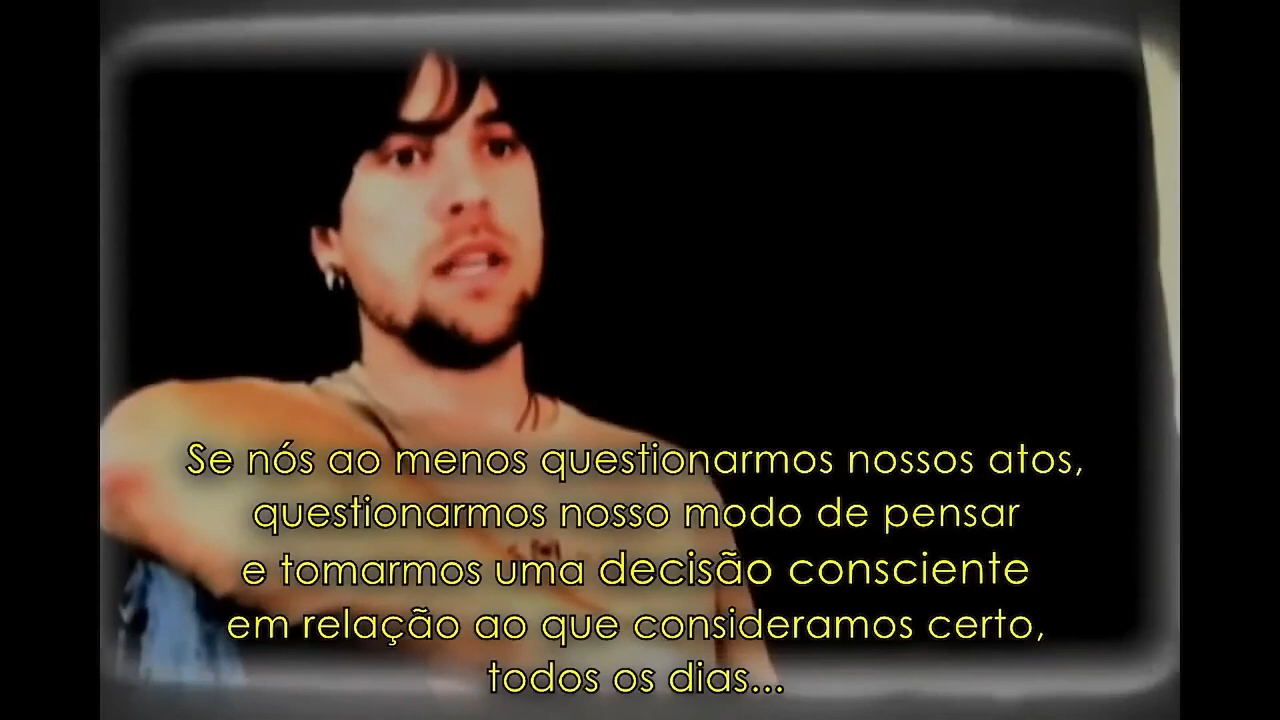 Se nós ao menos questionarmos nossos atos,
questionarmos nosso modo de pensar
e tomarmos uma decisão consciente
em relação ao que consideramos certo,
todos os dias...